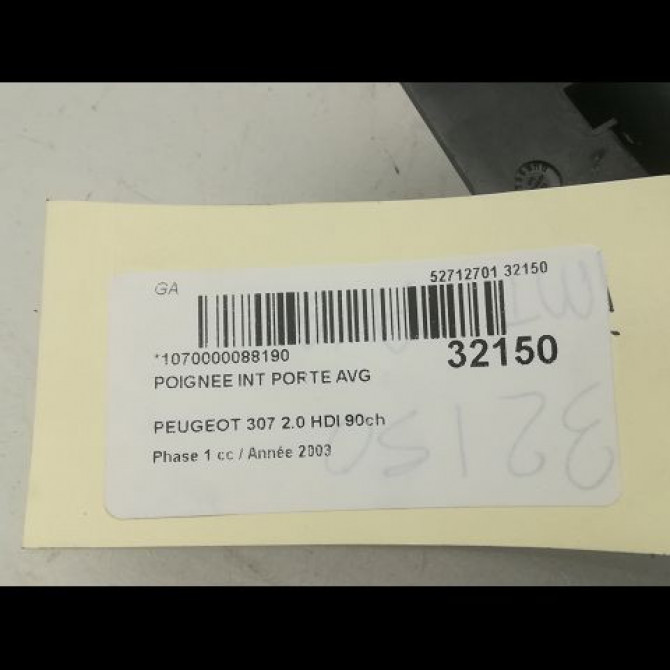 52712701 32150
GA
*1070000088190
32150
POIGNEE INT PORTE AVG
PEUGEOT 307 2.0 HDI 90ch
Phase 1 cc / Année 2003
32150